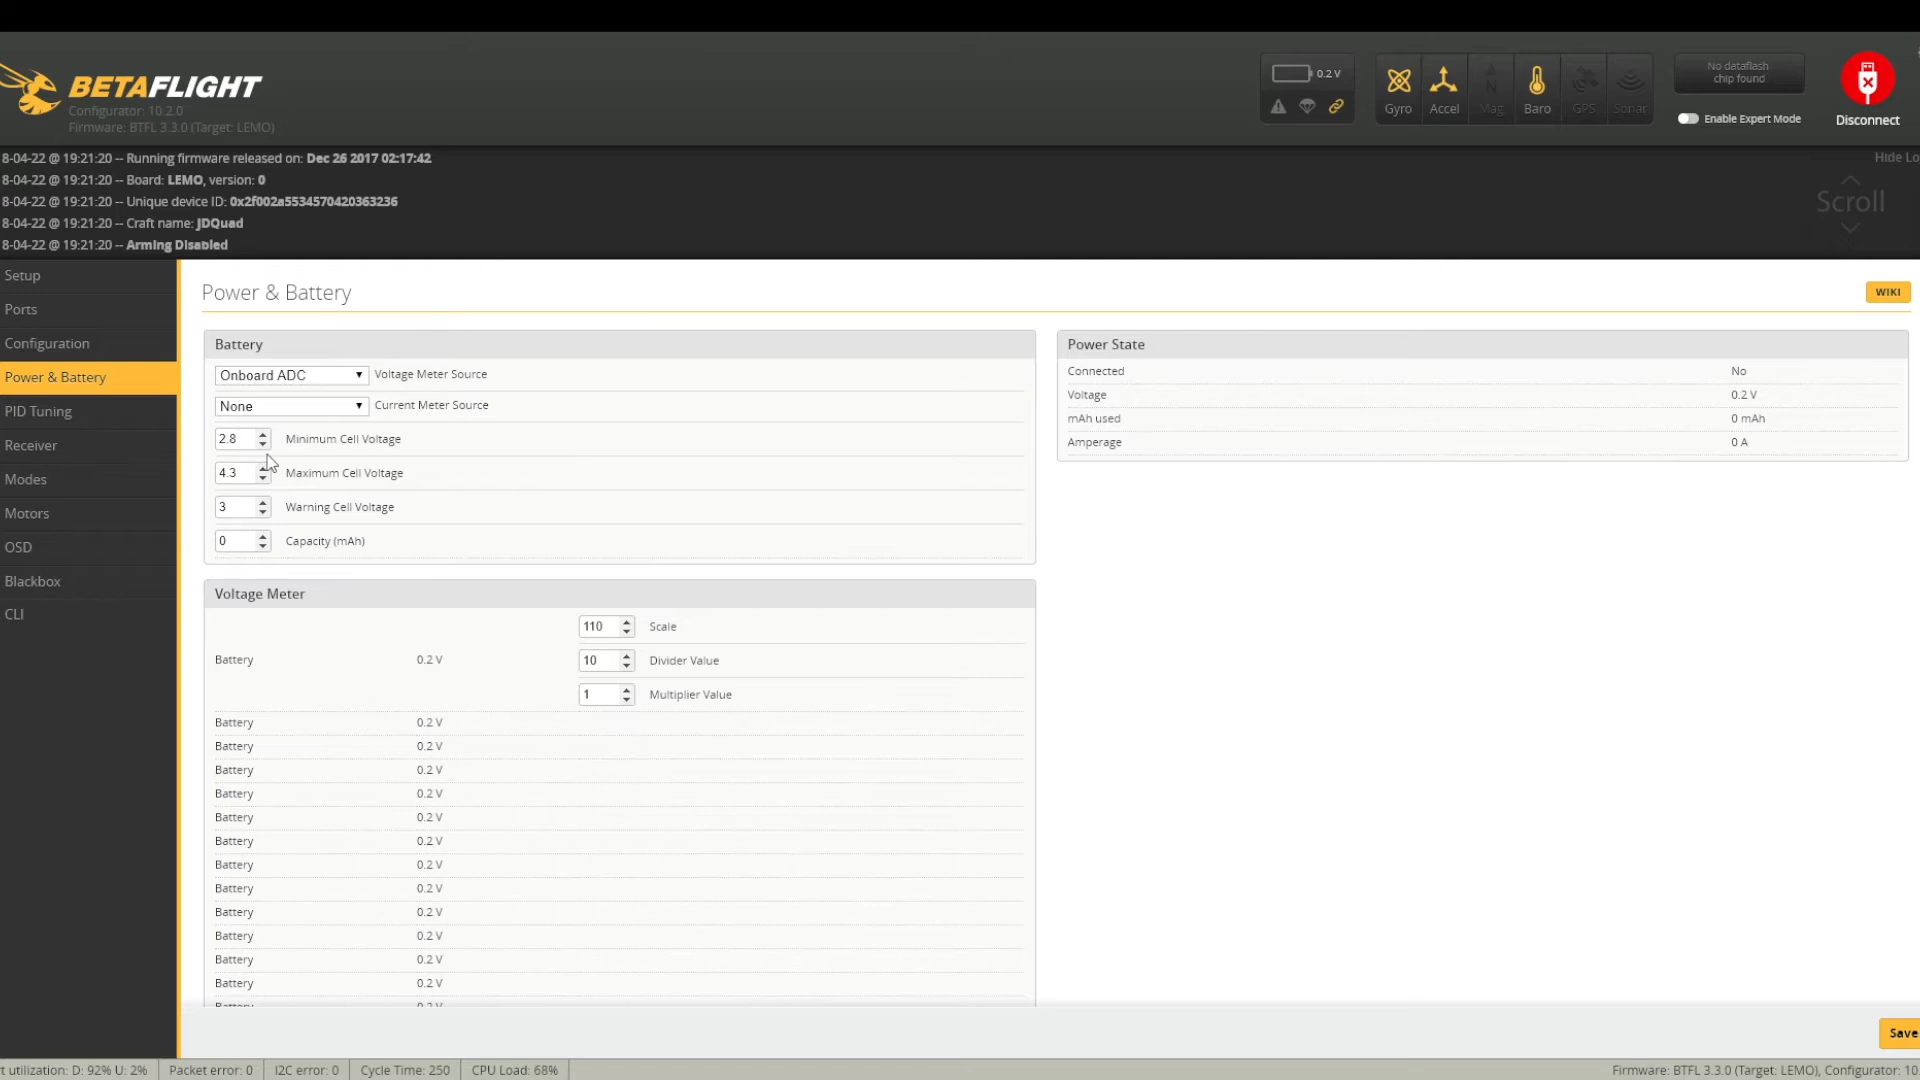 BETAFLIGHT
Configurator: 10.2.0
Firmware: BTFL 3.3.0 (Target: LEMO)
0.2 V
Gyro
Accel
Mag
Baro
GPS
Sonar
No dataflash
chip found
Enable Expert Mode
Disconnect
8-04-22 @ 19:21:20 -- Running firmware released on: Dec 26 2017 02:17:42
8-04-22 @ 19:21:20 -- Board: LEMO, version: 0
8-04-22 @ 19:21:20 -- Unique device ID: 0x2f002a5534570420363236
8-04-22 @ 19:21:20 -- Craft name: JDQuad
8-04-22 @ 19:21:20 -- Arming Disabled
Hide Lo
Scroll
Setup
Ports
Configuration
Power & Battery
PID Tuning
Receiver
Modes
Motors
OSD
Blackbox
CLI
Power & Battery
WIKI
Battery
Onboard ADC Voltage Meter Source
None Current Meter Source
2.8 Minimum Cell Voltage
4.3 Maximum Cell Voltage
3 Warning Cell Voltage
0 Capacity (mAh)
Power State
Connected No
Voltage 0.2 V
mAh used 0 mAh
Amperage 0 A
Voltage Meter
110 Scale
Battery 0.2 V 10 Divider Value
1 Multiplier Value
Battery 0.2 V
Battery 0.2 V
Battery 0.2 V
Battery 0.2 V
Battery 0.2 V
Battery 0.2 V
Battery 0.2 V
Battery 0.2 V
Battery 0.2 V
Battery 0.2 V
Battery 0.2 V
Battery 0.2 V
Battery 0.2 V
Save
t utilization: D: 92% U: 2% Packet error: 0 I2C error: 0 Cycle Time: 250 CPU Load: 68% Firmware: BTFL 3.3.0 (Target: LEMO), Configurator: 10